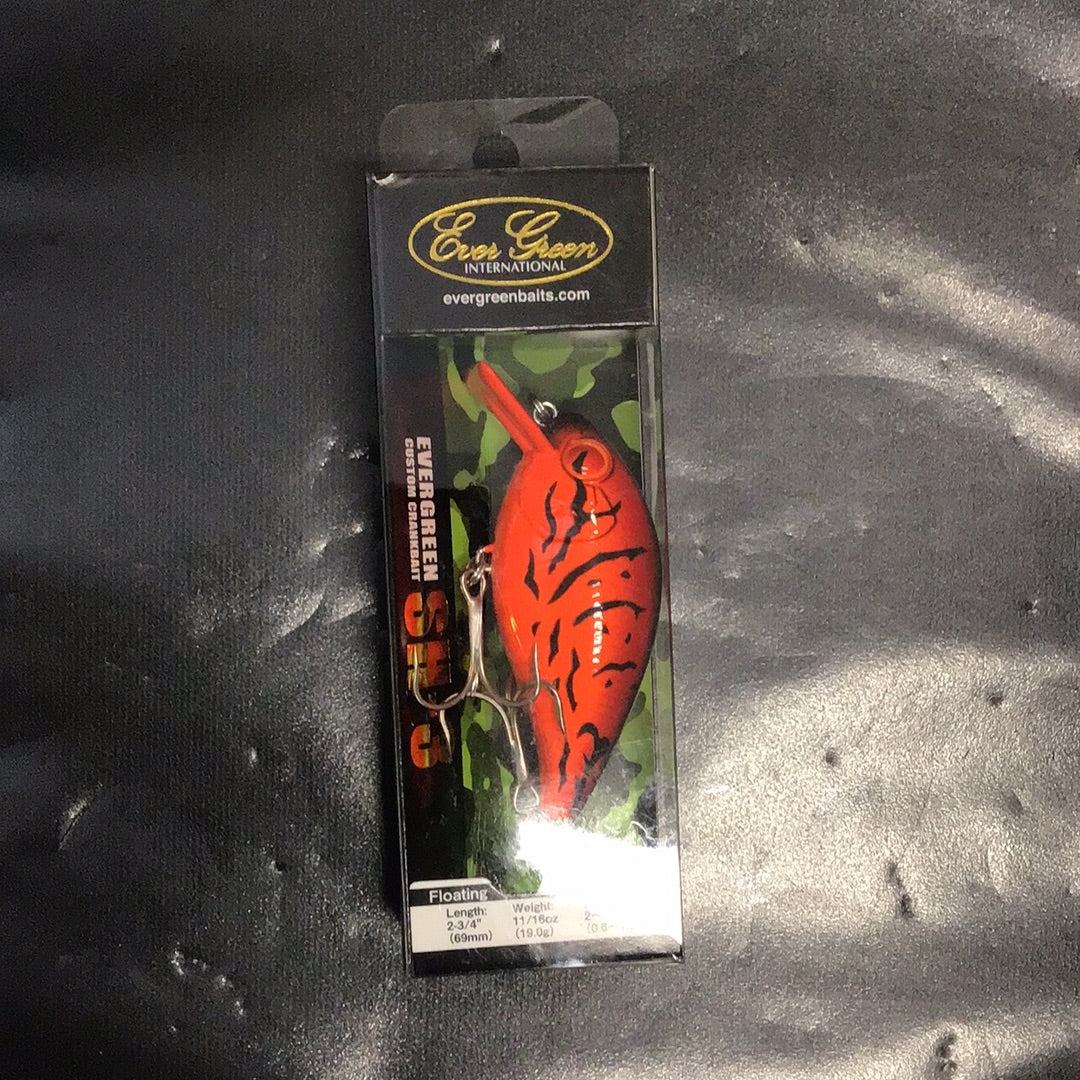 Ever Green
INTERNATIONAL
evergreenbaits.com
EVERGREEN
CUSTOM CRANKBAIT
Floating
Length:
2-3/4"
(69mm)
Weight:
11/16oz
(19.0g)